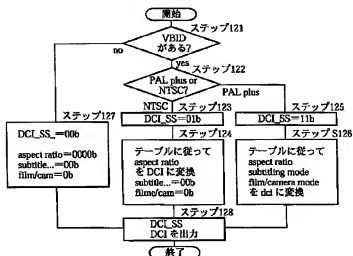 開始
ステップ121
VBID
がある?
no
yes
ステップ122
PAL plus or
NTSC?
PAL plus
NTSC
ステップ123
DCI_SS=01b
ステップ125
DCI_SS=11b
ステップ127
DCI_SS_=00b
aspect ratio=0000b
subtitle...=00b
film/cam=0b
ステップ124
テーブルに従って
aspect ratio
をDCIに変換
subtitle...=00b
filme/cam=0b
ステップS126
テーブルに従って
aspect ratio
subtitling mode
film/camera mode
を dci に変換
ステップ128
DCI_SS
DCI を出力
終了